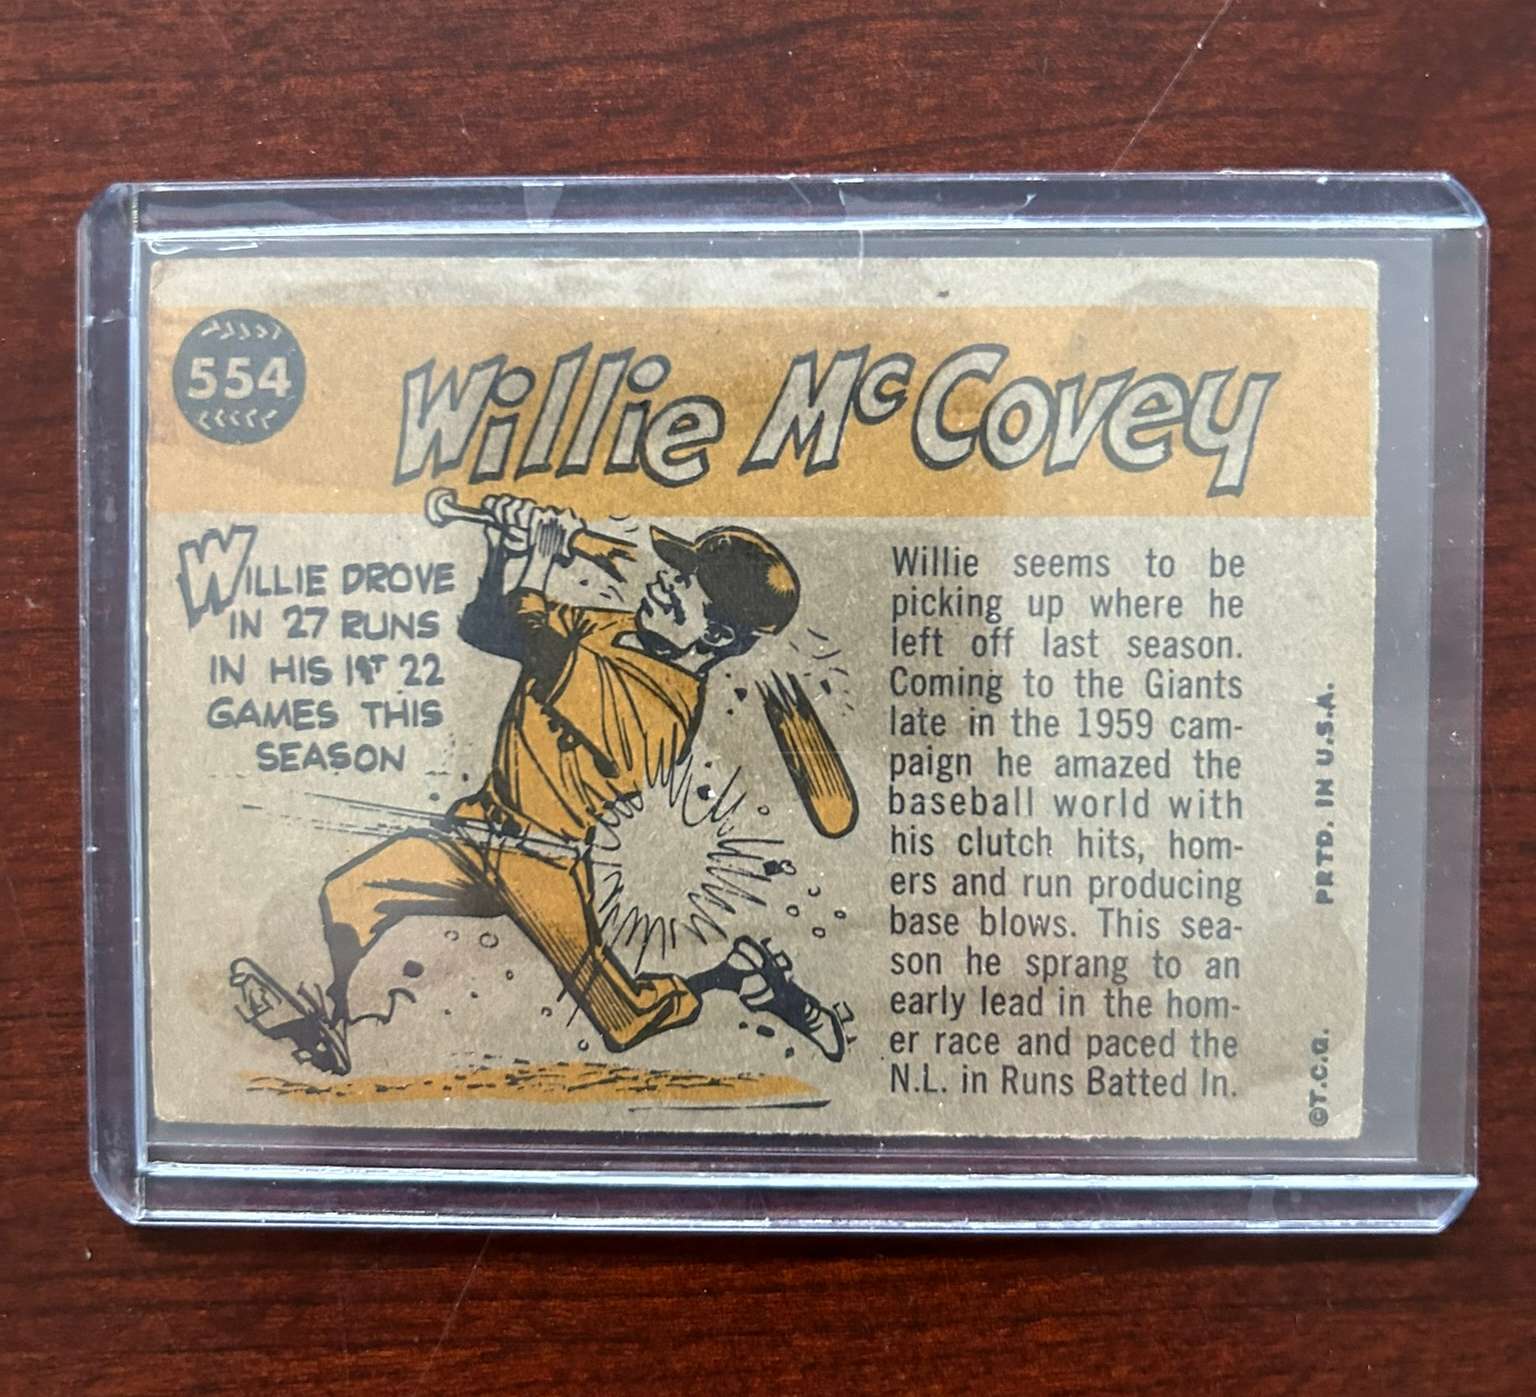 554
Willie McCovey
WILLIE DROVE
IN 27 RUNS
IN HIS 1ST 22
GAMES THIS
SEASON
Willie seems to be
picking up where he
left off last season.
Coming to the Giants
late in the 1959 cam-
paign he amazed the
baseball world with
his clutch hits, hom-
ers and run producing
base blows. This sea-
son he sprang to an
early lead in the hom-
er race and paced the
N.L. in Runs Batted In.
©T.C.G. PRTD. IN U.S.A.